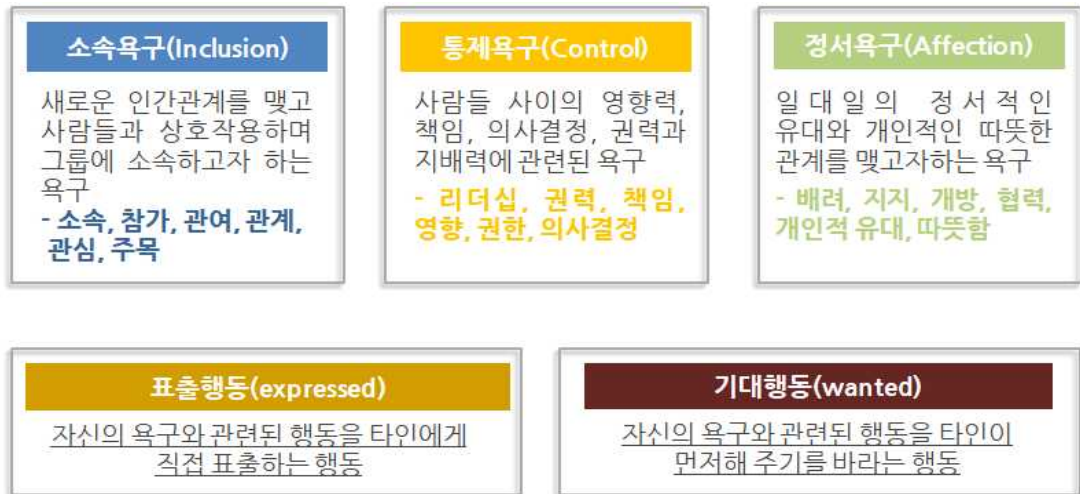 소속욕구(Inclusion)
새로운 인간관계를 맺고
사람들과 상호작용하며
그룹에 소속하고자 하는
욕구
- 소속, 참가, 관여, 관계,
관심, 주목
통제욕구(Control)
사람들 사이의 영향력,
책임, 의사결정, 권력과
지배력에 관련된 욕구
- 리더십, 권력, 책임,
영향, 권한, 의사결정
정서욕구(Affection)
일대일의 정서적인
유대와 개인적인 따뜻한
관계를 맺고자하는 욕구
- 배려, 지지, 개방, 협력,
개인적 유대, 따뜻함
표출행동(expressed)
자신의 욕구와 관련된 행동을 타인에게
직접 표출하는 행동
기대행동(wanted)
자신의 욕구와 관련된 행동을 타인이
먼저해 주기를 바라는 행동